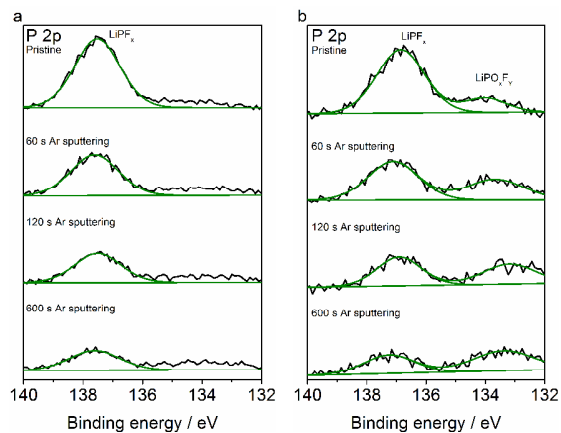 a
P 2p
Pristine
LiPFₓ
60 s Ar sputtering
120 s Ar sputtering
600 s Ar sputtering
140 138 136 134 132
Binding energy / eV
b
P 2p
Pristine
LiPFₓ
LiPOₓFᵧ
60 s Ar sputtering
120 s Ar sputtering
600 s Ar sputtering
140 138 136 134 132
Binding energy / eV